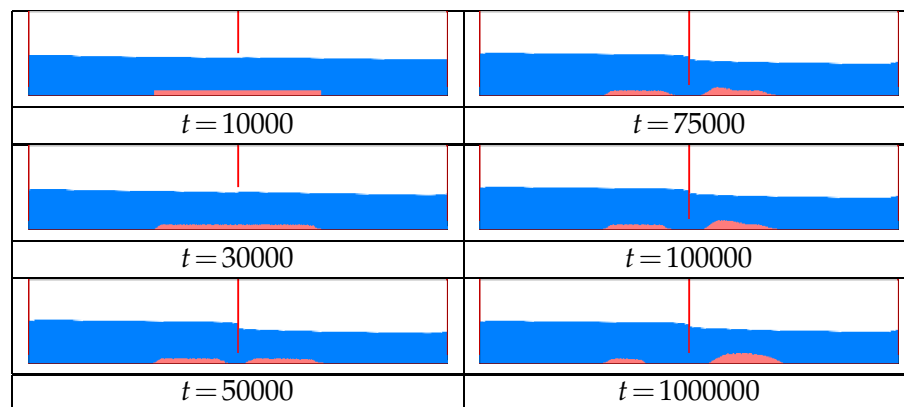 t = 10000
t = 75000
t = 30000
t = 100000
t = 50000
t = 1000000